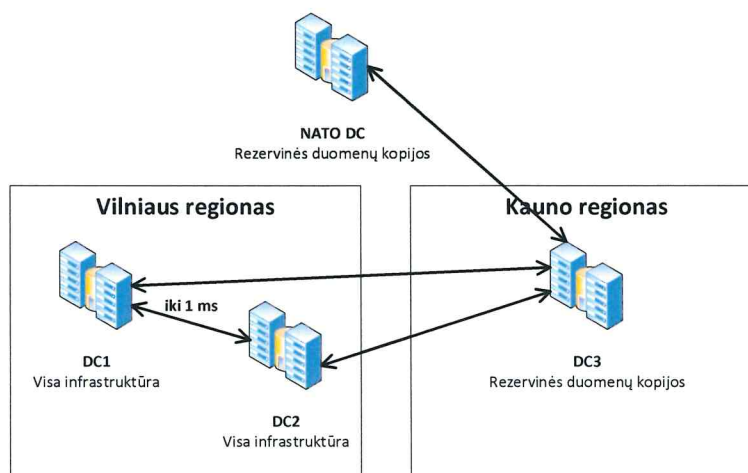 NATO DC
Rezervinės duomenų kopijos
Vilniaus regionas
Kauno regionas
iki 1 ms
DC1
Visa infrastruktūra
DC2
Visa infrastruktūra
DC3
Rezervinės duomenų kopijos